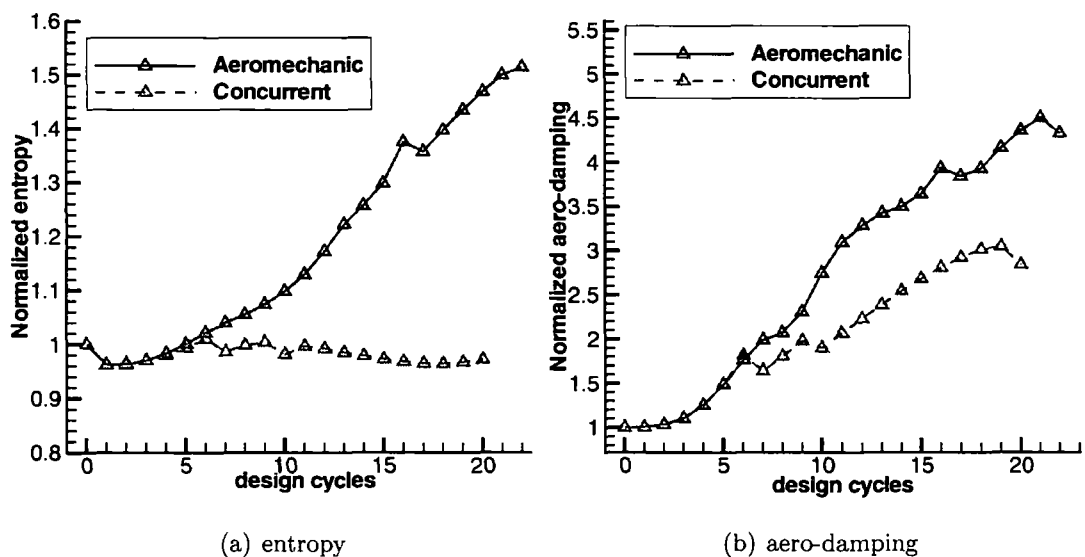 1.6
1.5
1.4
1.3
1.2
1.1
1
0.9
0.8
Normalized entropy
Aeromechanic
Concurrent
0
5
10
15
20
design cycles
(a) entropy
5.5
5
4.5
4
3.5
3
2.5
2
1.5
1
Normalized aero-damping
Aeromechanic
Concurrent
0
5
10
15
20
design cycles
(b) aero-damping